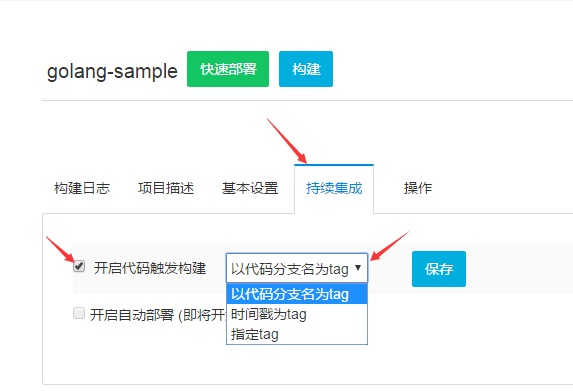 golang-sample 快速部署 构建
构建日志 项目描述 基本设置 持续集成 操作
开启代码触发构建 以代码分支名为tag 保存
以代码分支名为tag
开启自动部署 (即将开 时间戳为tag
指定tag